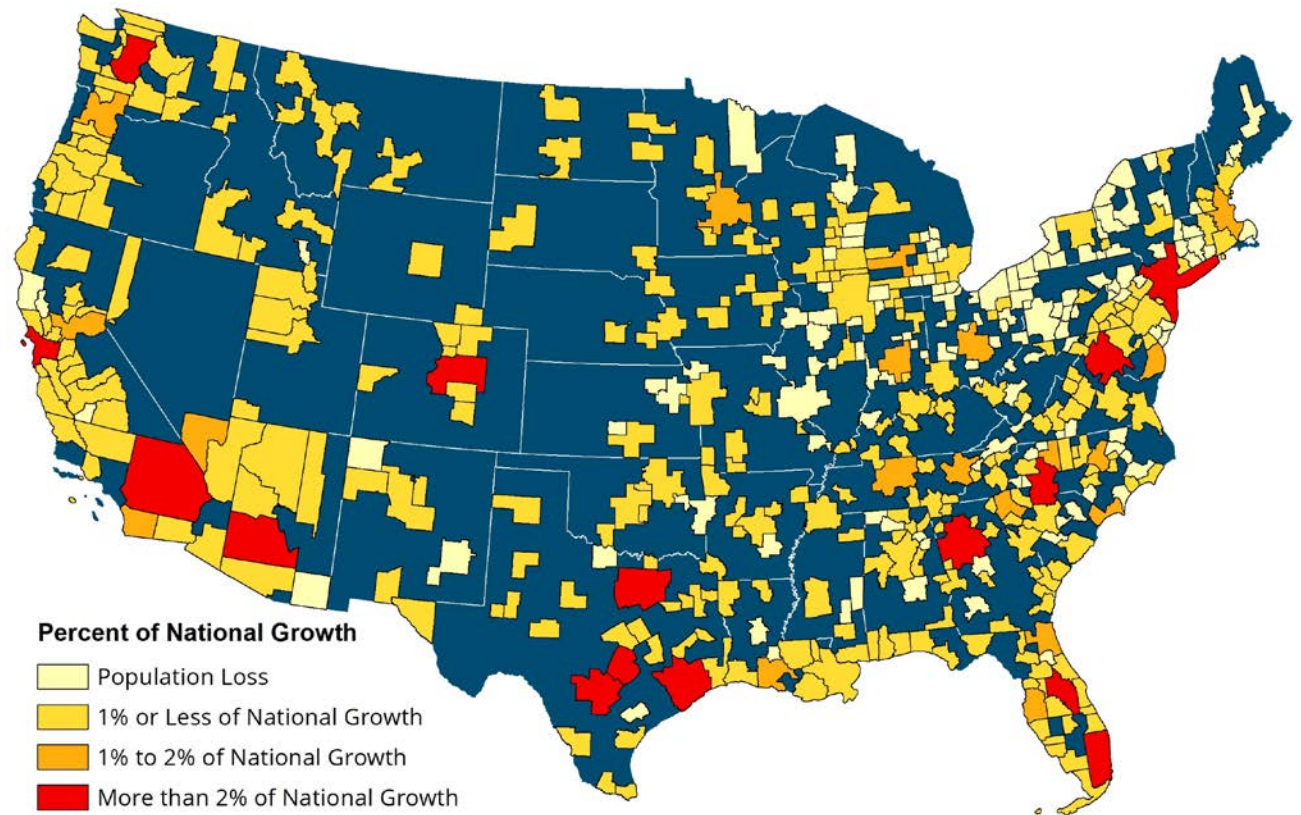 Percent of National Growth
Population Loss
1% or Less of National Growth
1% to 2% of National Growth
More than 2% of National Growth